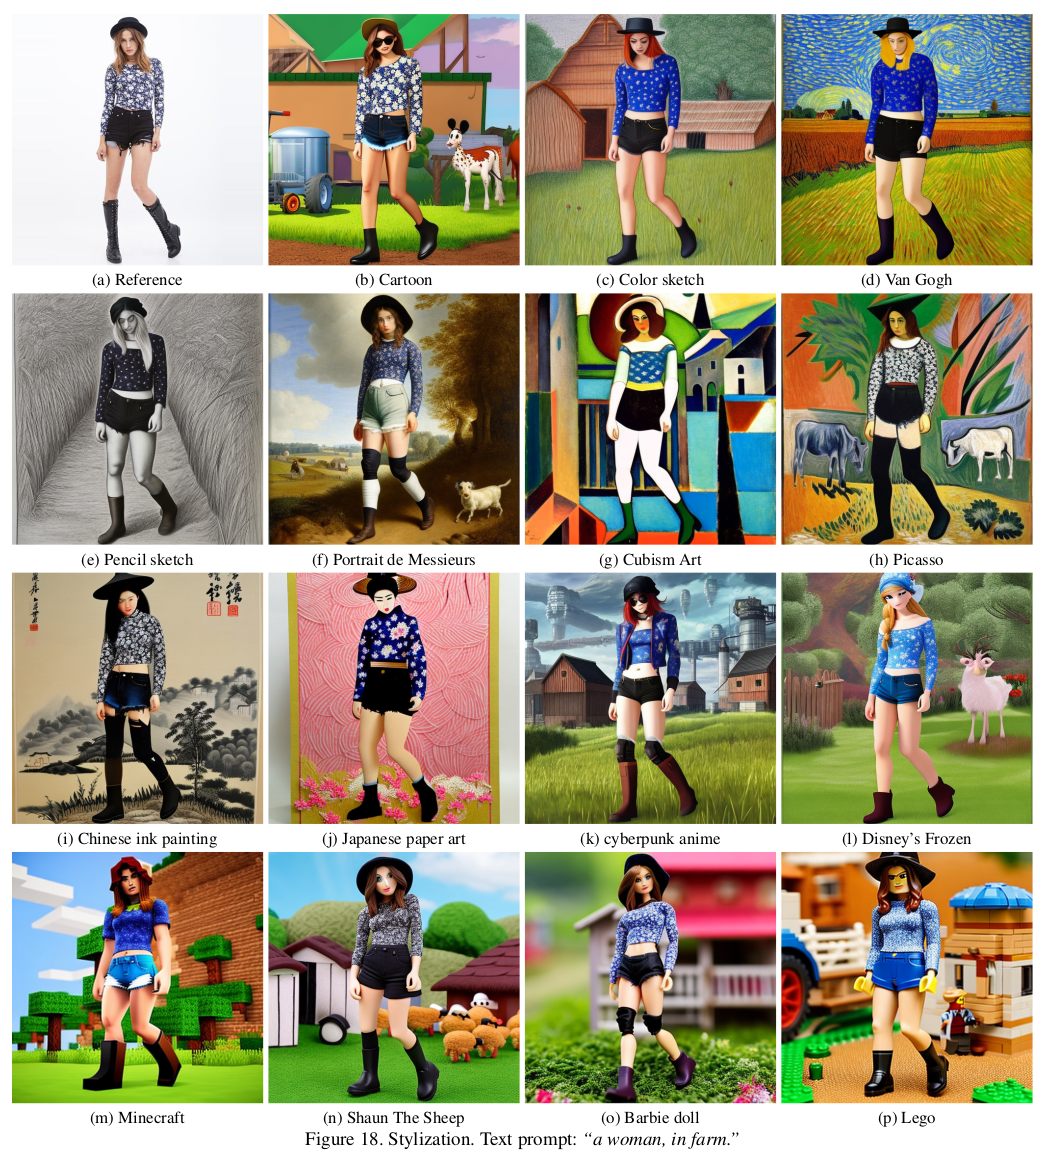 (a) Reference
(b) Cartoon
(c) Color sketch
(d) Van Gogh
(e) Pencil sketch
(f) Portrait de Messieurs
(g) Cubism Art
(h) Picasso
(i) Chinese ink painting
(j) Japanese paper art
(k) cyberpunk anime
(l) Disney's Frozen
(m) Minecraft
(n) Shaun The Sheep
(o) Barbie doll
(p) Lego
Figure 18. Stylization. Text prompt: “a woman, in farm.”